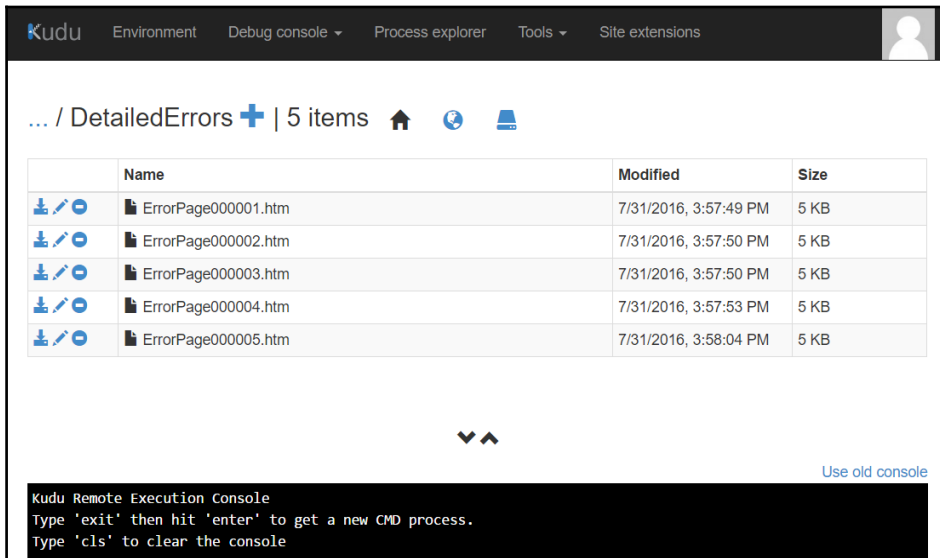 Kudu Environment Debug console Process explorer Tools Site extensions
... / DetailedErrors | 5 items
Name Modified Size
ErrorPage000001.htm 7/31/2016, 3:57:49 PM 5 KB
ErrorPage000002.htm 7/31/2016, 3:57:50 PM 5 KB
ErrorPage000003.htm 7/31/2016, 3:57:50 PM 5 KB
ErrorPage000004.htm 7/31/2016, 3:57:53 PM 5 KB
ErrorPage000005.htm 7/31/2016, 3:58:04 PM 5 KB
Use old console
Kudu Remote Execution Console
Type 'exit' then hit 'enter' to get a new CMD process.
Type 'cls' to clear the console